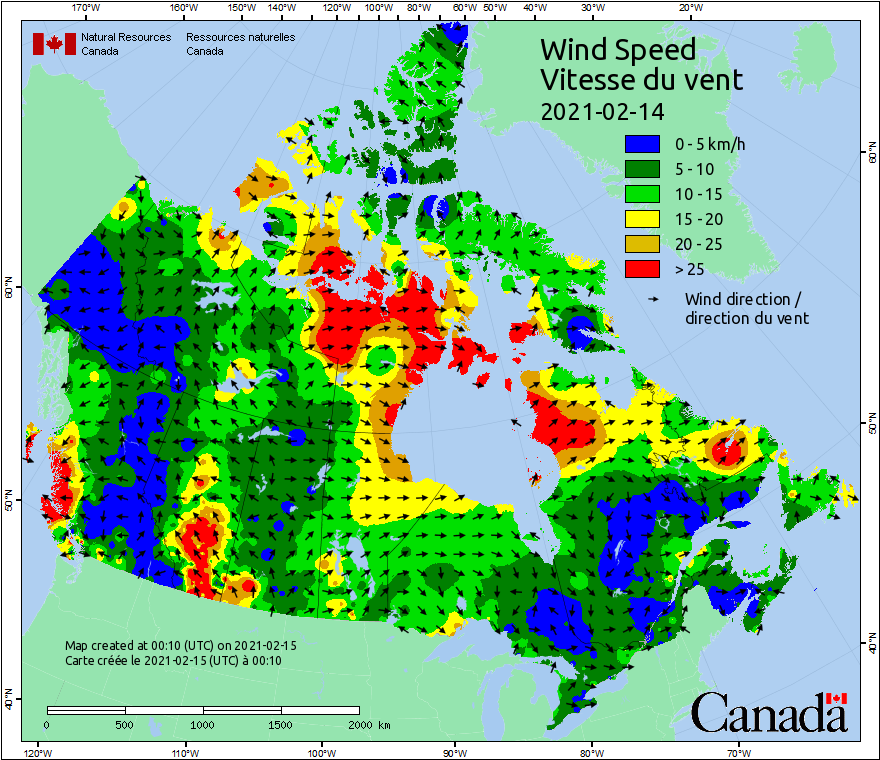 170°W 160°W 150°W 140°W 130°W 120°W 110°W 100°W 90°W 80°W 60°W 50°W 40°W 30°W 20°W
Natural Resources Canada
Ressources naturelles Canada
Wind Speed
Vitesse du vent
2021-02-14
0 - 5 km/h
5 - 10
10 - 15
15 - 20
20 - 25
> 25
Wind direction /
direction du vent
60°N
50°N
40°N
60°N
50°N
40°N
Map created at 00:10 (UTC) on 2021-02-15
Carte créée le 2021-02-15 (UTC) à 00:10
0 500 1000 1500 2000 km
Canada
120°W 110°W 100°W 90°W 80°W 70°W